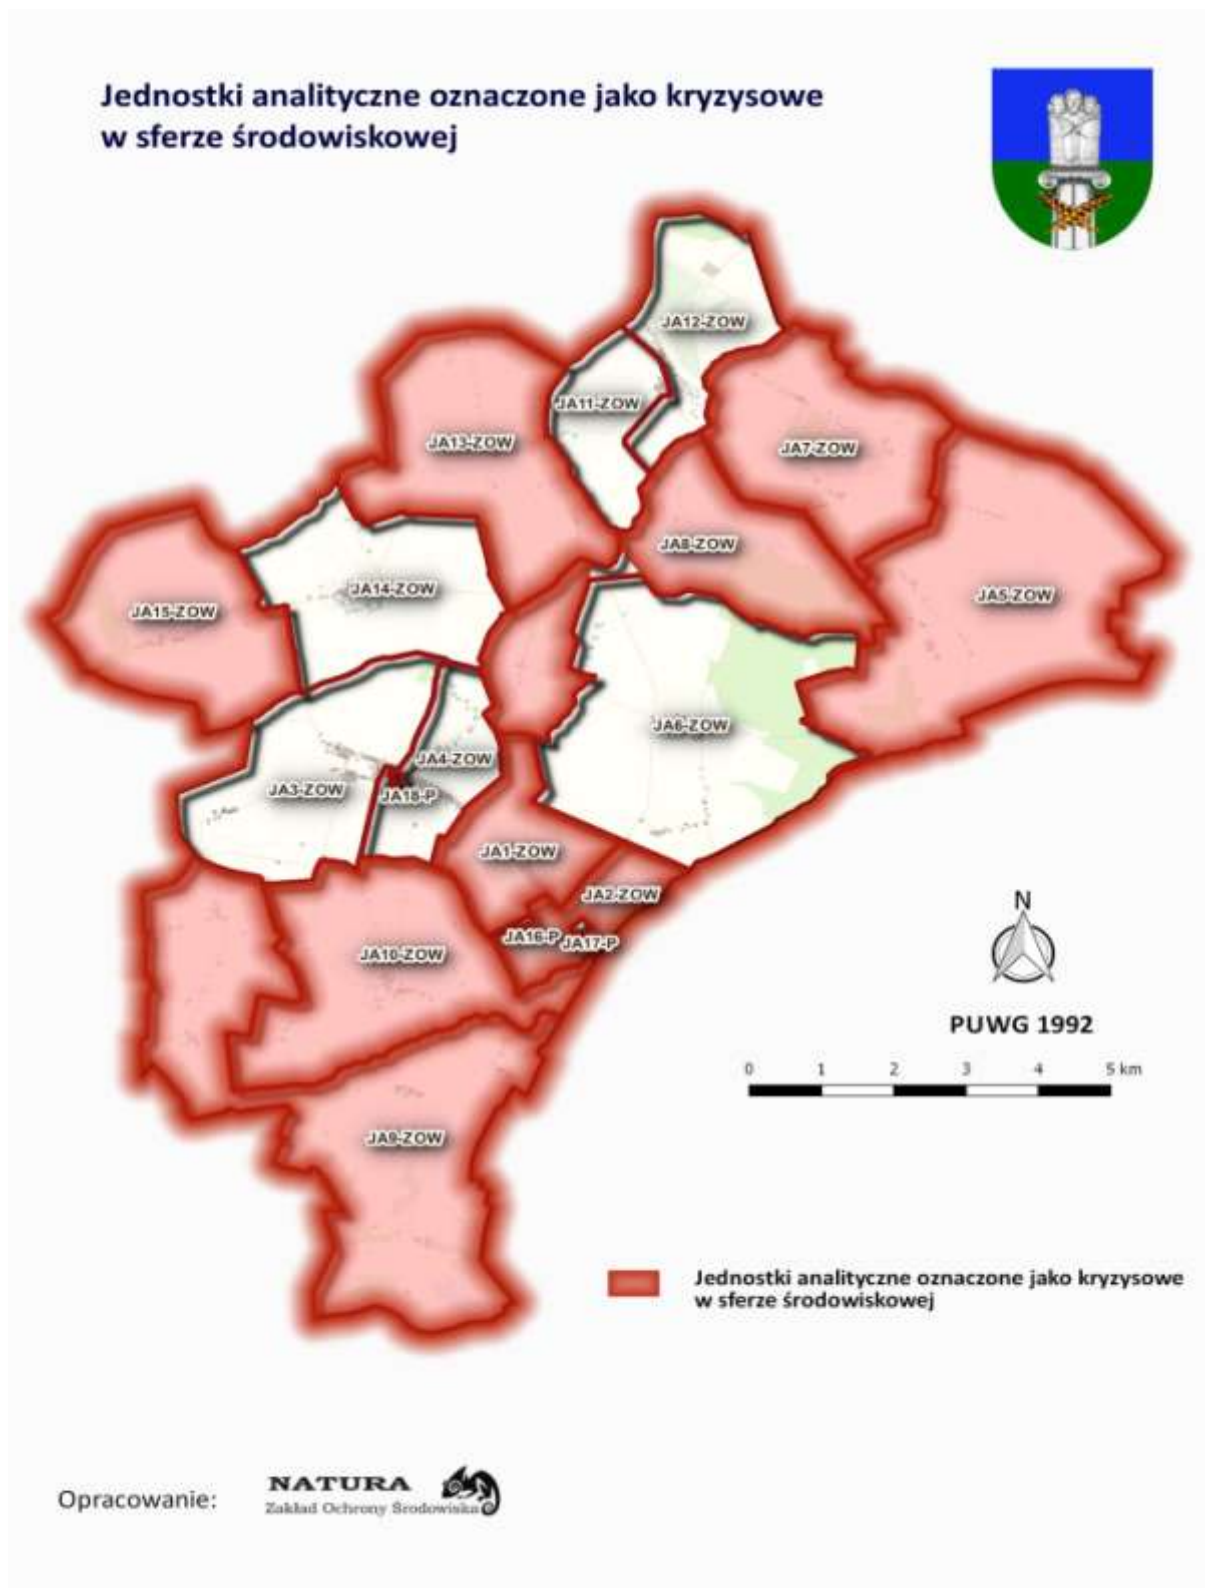 Jednostki analityczne oznaczone jako kryzysowe
w sferze środowiskowej
JA12-ZOW
JA11-ZOW
JA13-ZOW
JA7-ZOW
JA8-ZOW
JA14-ZOW
JA5-ZOW
JA15-ZOW
JA6-ZOW
JA4-ZOW
JA3-ZOW
JA18-P
JA1-ZOW
JA2-ZOW
JA16-P
JA17-P
JA10-ZOW
N
PUWG 1992
0 1 2 3 4 5 km
JA9-ZOW
Jednostki analityczne oznaczone jako kryzysowe
w sferze środowiskowej
Opracowanie:
NATURA
Zakład Ochrony Środowiska